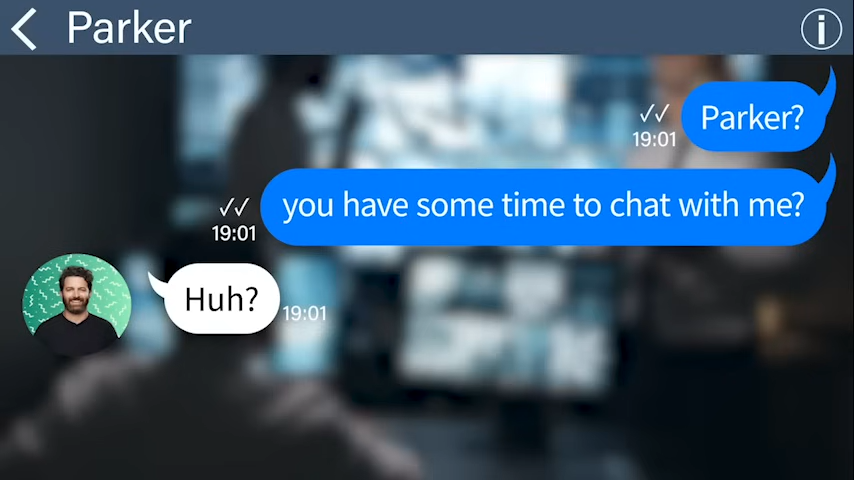 Parker
Parker?
19:01
you have some time to chat with me?
19:01
Huh?
19:01